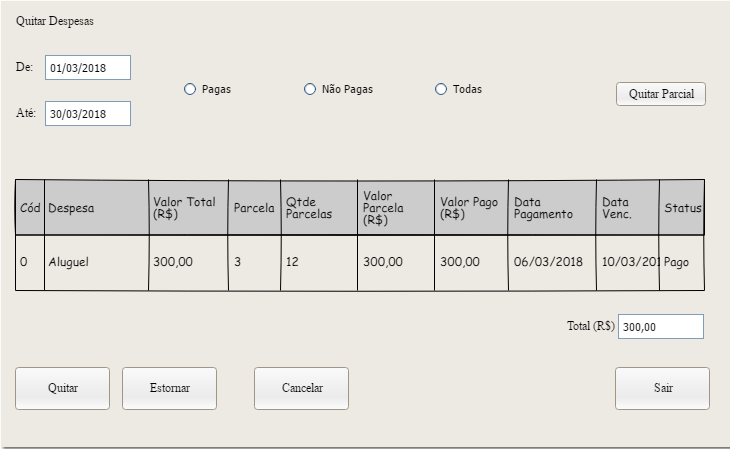 Quitar Despesas
De: 01/03/2018
Pagas Não Pagas Todas
Quitar Parcial
Até: 30/03/2018
Cód Despesa Valor Total (R$) Parcela Qtde Parcelas Valor Parcela (R$) Valor Pago (R$) Data Pagamento Data Venc. Status
0 Aluguel 300,00 3 12 300,00 300,00 06/03/2018 10/03/201 Pago
Total (R$) 300,00
Quitar Estornar Cancelar Sair